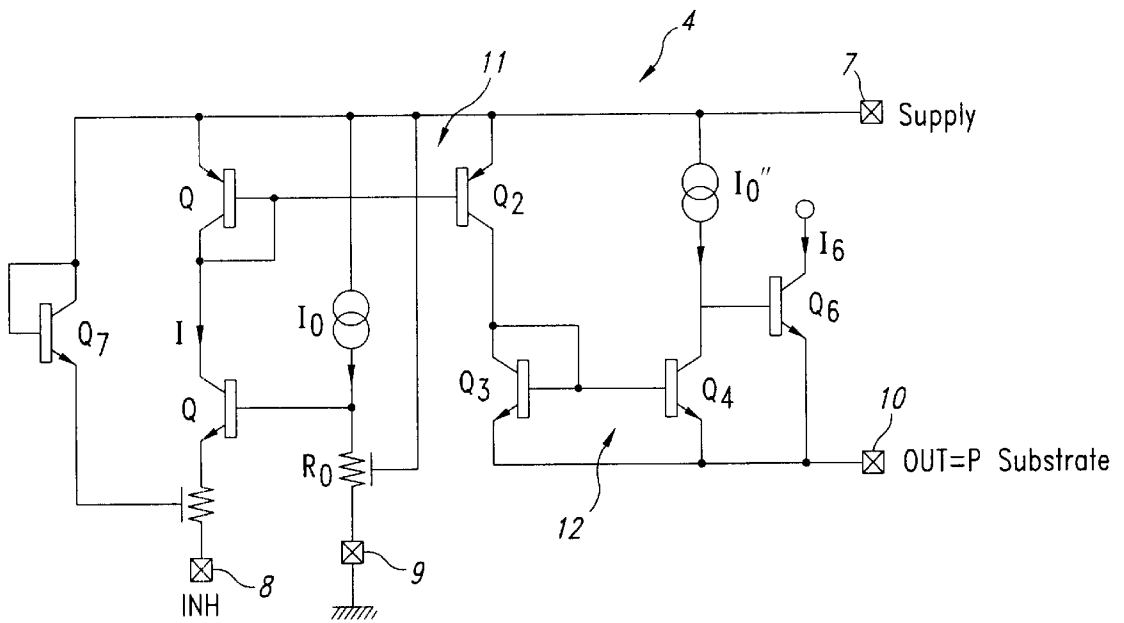 4
7
11
Supply
Q
Q2
I0''
I6
Q7
I
I0
Q6
Q
Q3
Q4
10
R0
OUT=P Substrate
12
8
9
INH